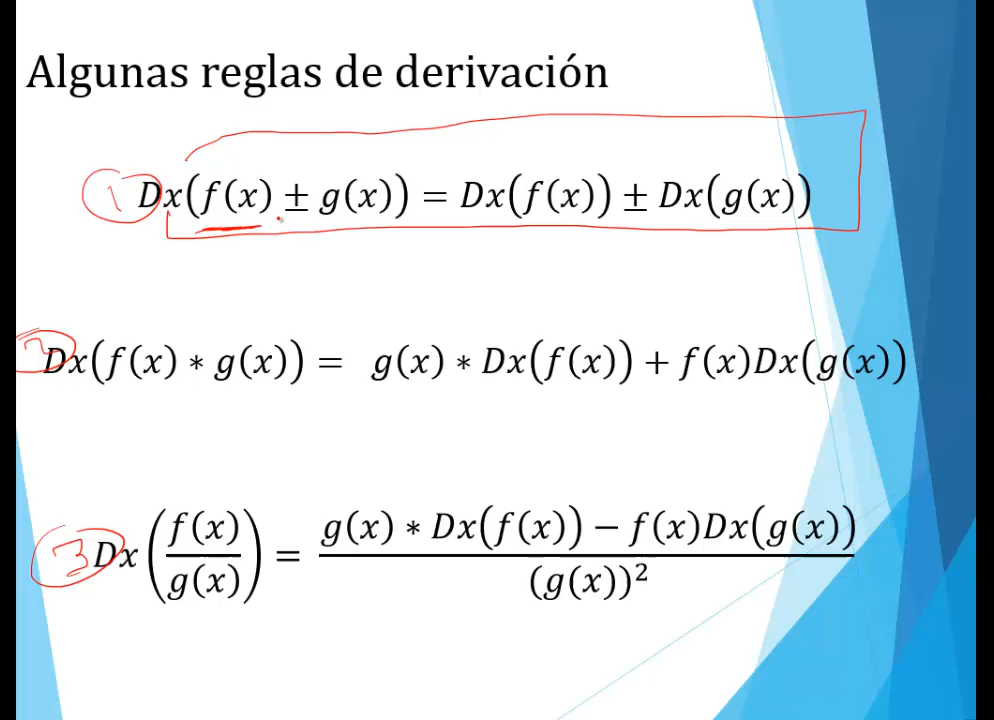 Algunas reglas de derivación
1 Dx(f(x) ± g(x)) = Dx(f(x)) ± Dx(g(x))
2 Dx(f(x) * g(x)) = g(x) * Dx(f(x)) + f(x)Dx(g(x))
3 Dx(f(x)/g(x)) = g(x) * Dx(f(x)) − f(x)Dx(g(x))/(g(x))²